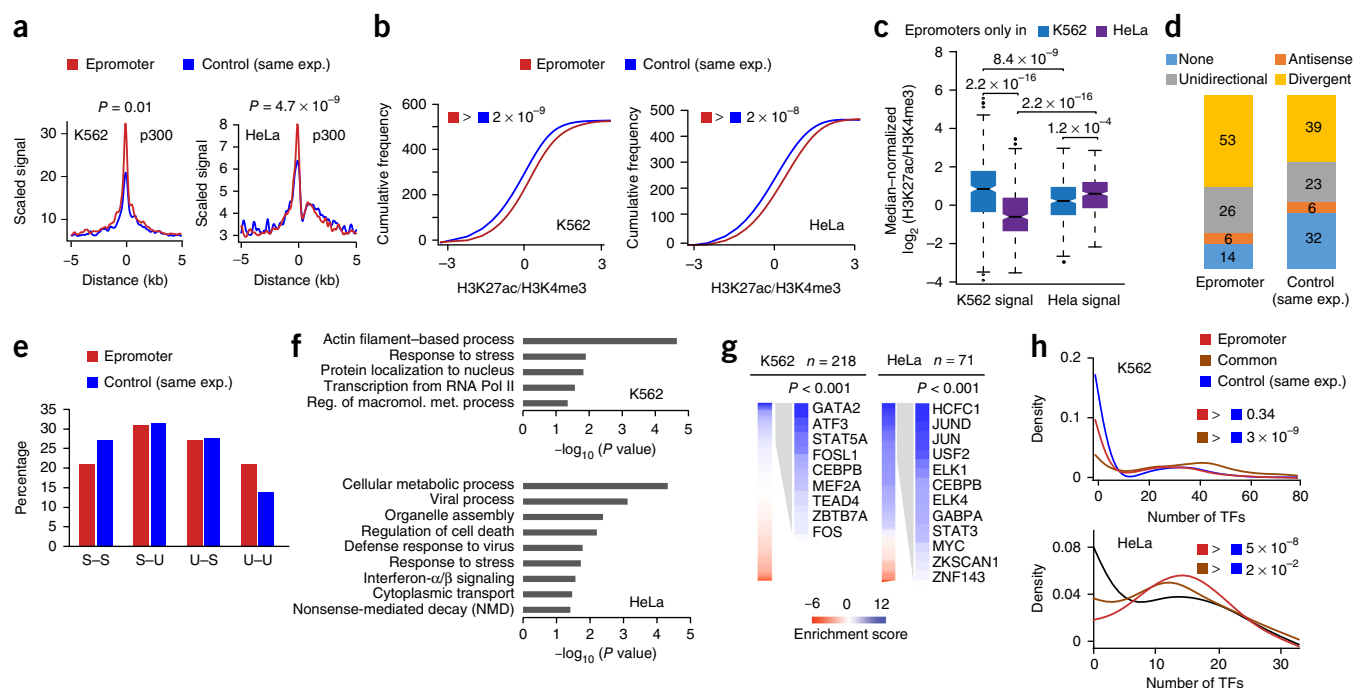 a
Epromoter
Control (same exp.)
P = 0.01
K562
p300
Scaled signal
30
20
10
–5
0
5
Distance (kb)
P = 4.7 × 10⁻⁹
HeLa
p300
Scaled signal
8
7
6
5
4
3
–5
0
5
Distance (kb)
b
Epromoter
Control (same exp.)
Cumulative frequency
600
500
400
300
200
100
0
> 2 × 10⁻⁹
K562
–3
0
3
H3K27ac/H3K4me3
Cumulative frequency
500
400
300
200
100
0
> 2 × 10⁻⁸
HeLa
–3
0
3
H3K27ac/H3K4me3
c
Epromoters only in
K562
HeLa
Median–normalized
log₂ (H3K27ac/H3K4me3)
8
6
4
2
0
–2
–4
8.4 × 10⁻⁹
2.2 × 10⁻¹⁶
2.2 × 10⁻¹⁶
1.2 × 10⁻⁴
K562 signal
Hela signal
d
None
Antisense
Unidirectional
Divergent
53
26
6
14
39
23
6
32
Epromoter
Control
(same exp.)
e
Epromoter
Control (same exp.)
Percentage
35
30
25
20
15
10
5
0
S–S
S–U
U–S
U–U
f
Actin filament–based process
Response to stress
Protein localization to nucleus
Transcription from RNA Pol II
Reg. of macromol. met. process
K562
0 1 2 3 4 5
–log₁₀ (P value)
Cellular metabolic process
Viral process
Organelle assembly
Regulation of cell death
Defense response to virus
Response to stress
Interferon-α/β signaling
Cytoplasmic transport
Nonsense-mediated decay (NMD)
HeLa
0 1 2 3 4 5
–log₁₀ (P value)
g
K562 n = 218
P < 0.001
GATA2
ATF3
STAT5A
FOSL1
CEBPB
MEF2A
TEAD4
ZBTB7A
FOS
HeLa n = 71
P < 0.001
HCFC1
JUND
JUN
USF2
ELK1
CEBPB
ELK4
GABPA
STAT3
MYC
ZKSCAN1
ZNF143
–6 0 12
Enrichment score
h
Epromoter
Common
Control (same exp.)
K562
Density
0.2
0.1
0
> 0.34
> 3 × 10⁻⁹
0 20 40 60 80
Number of TFs
HeLa
Density
0.08
0.04
0
> 5 × 10⁻⁸
> 2 × 10⁻²
0 10 20 30
Number of TFs